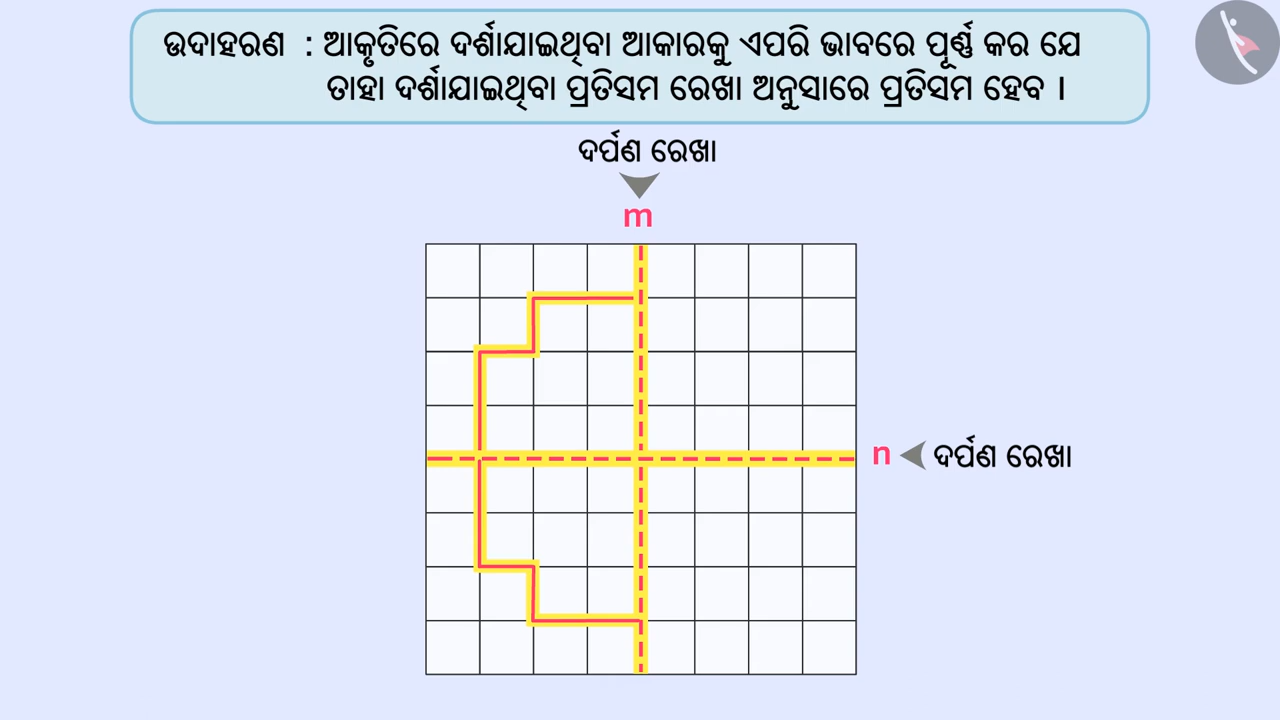 ଉଦାହରଣ : ଆକୃତିରେ ଦର୍ଶାଯାଇଥିବା ଆକାରକୁ ଏପରି ଭାବରେ ପୂର୍ଣ୍ଣ କର ଯେ
ତାହା ଦର୍ଶାଯାଇଥିବା ପ୍ରତିସମ ରେଖା ଅନୁସାରେ ପ୍ରତିସମ ହେବ ।
ଦର୍ପଣ ରେଖା
m
n
ଦର୍ପଣ ରେଖା